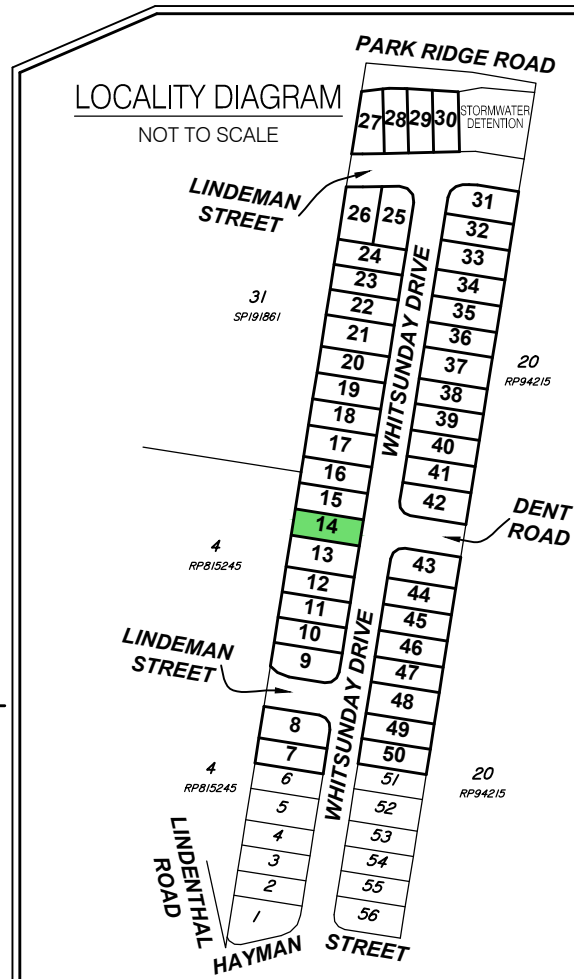 PARK RIDGE ROAD
LOCALITY DIAGRAM
NOT TO SCALE
27 28 29 30
STORMWATER
DETENTION
LINDEMAN
STREET
26 25
24
23
22
21
20
19
18
17
16
15
14
13
12
11
10
9
8
7
6
5
4
3
2
1
31
32
33
34
35
36
37
38
39
40
41
42
43
44
45
46
47
48
49
50
51
52
53
54
55
56
WHITSUNDAY DRIVE
WHITSUNDAY DRIVE
31
SP191861
20
RP94215
DENT
ROAD
4
RP815245
LINDEMAN
STREET
4
RP815245
20
RP94215
LINDENTHAL
ROAD
HAYMAN STREET